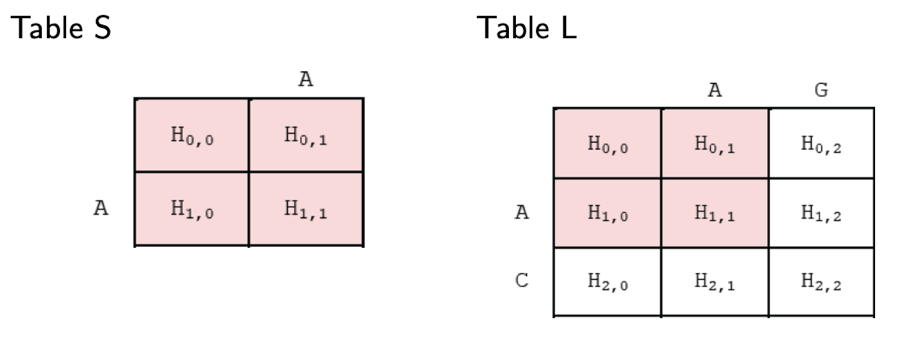 Table S
Table L
A
H0,0 H0,1
A H1,0 H1,1
A G
H0,0 H0,1 H0,2
A H1,0 H1,1 H1,2
C H2,0 H2,1 H2,2